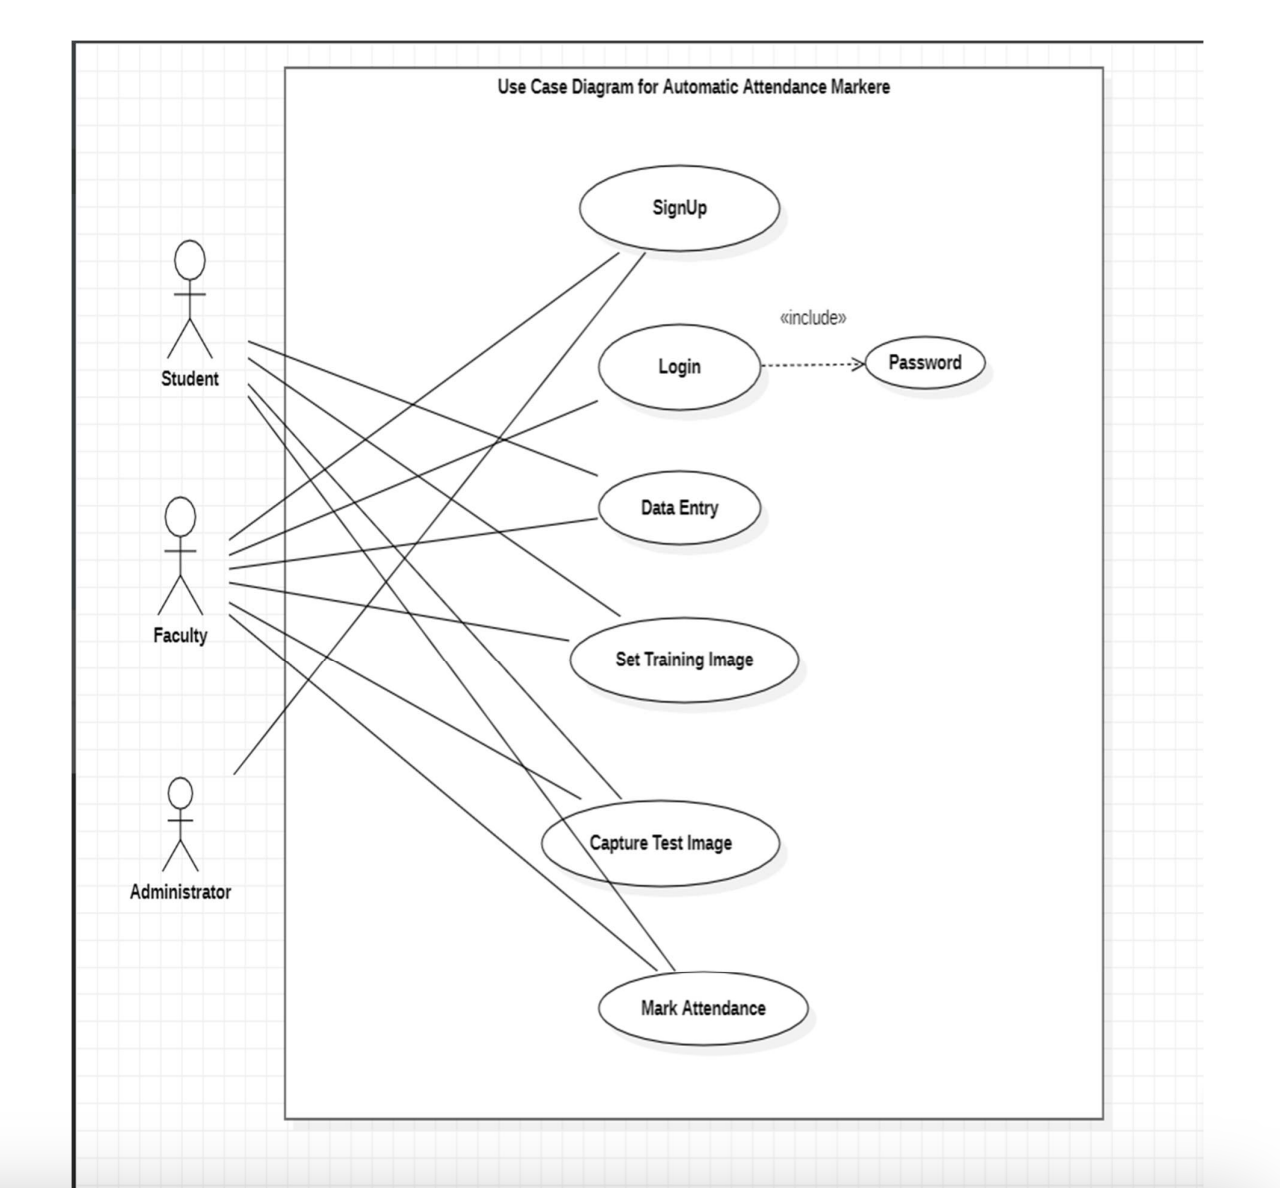 Use Case Diagram for Automatic Attendance Markere
SignUp
«include»
Login
Password
Student
Data Entry
Faculty
Set Training Image
Capture Test Image
Administrator
Mark Attendance